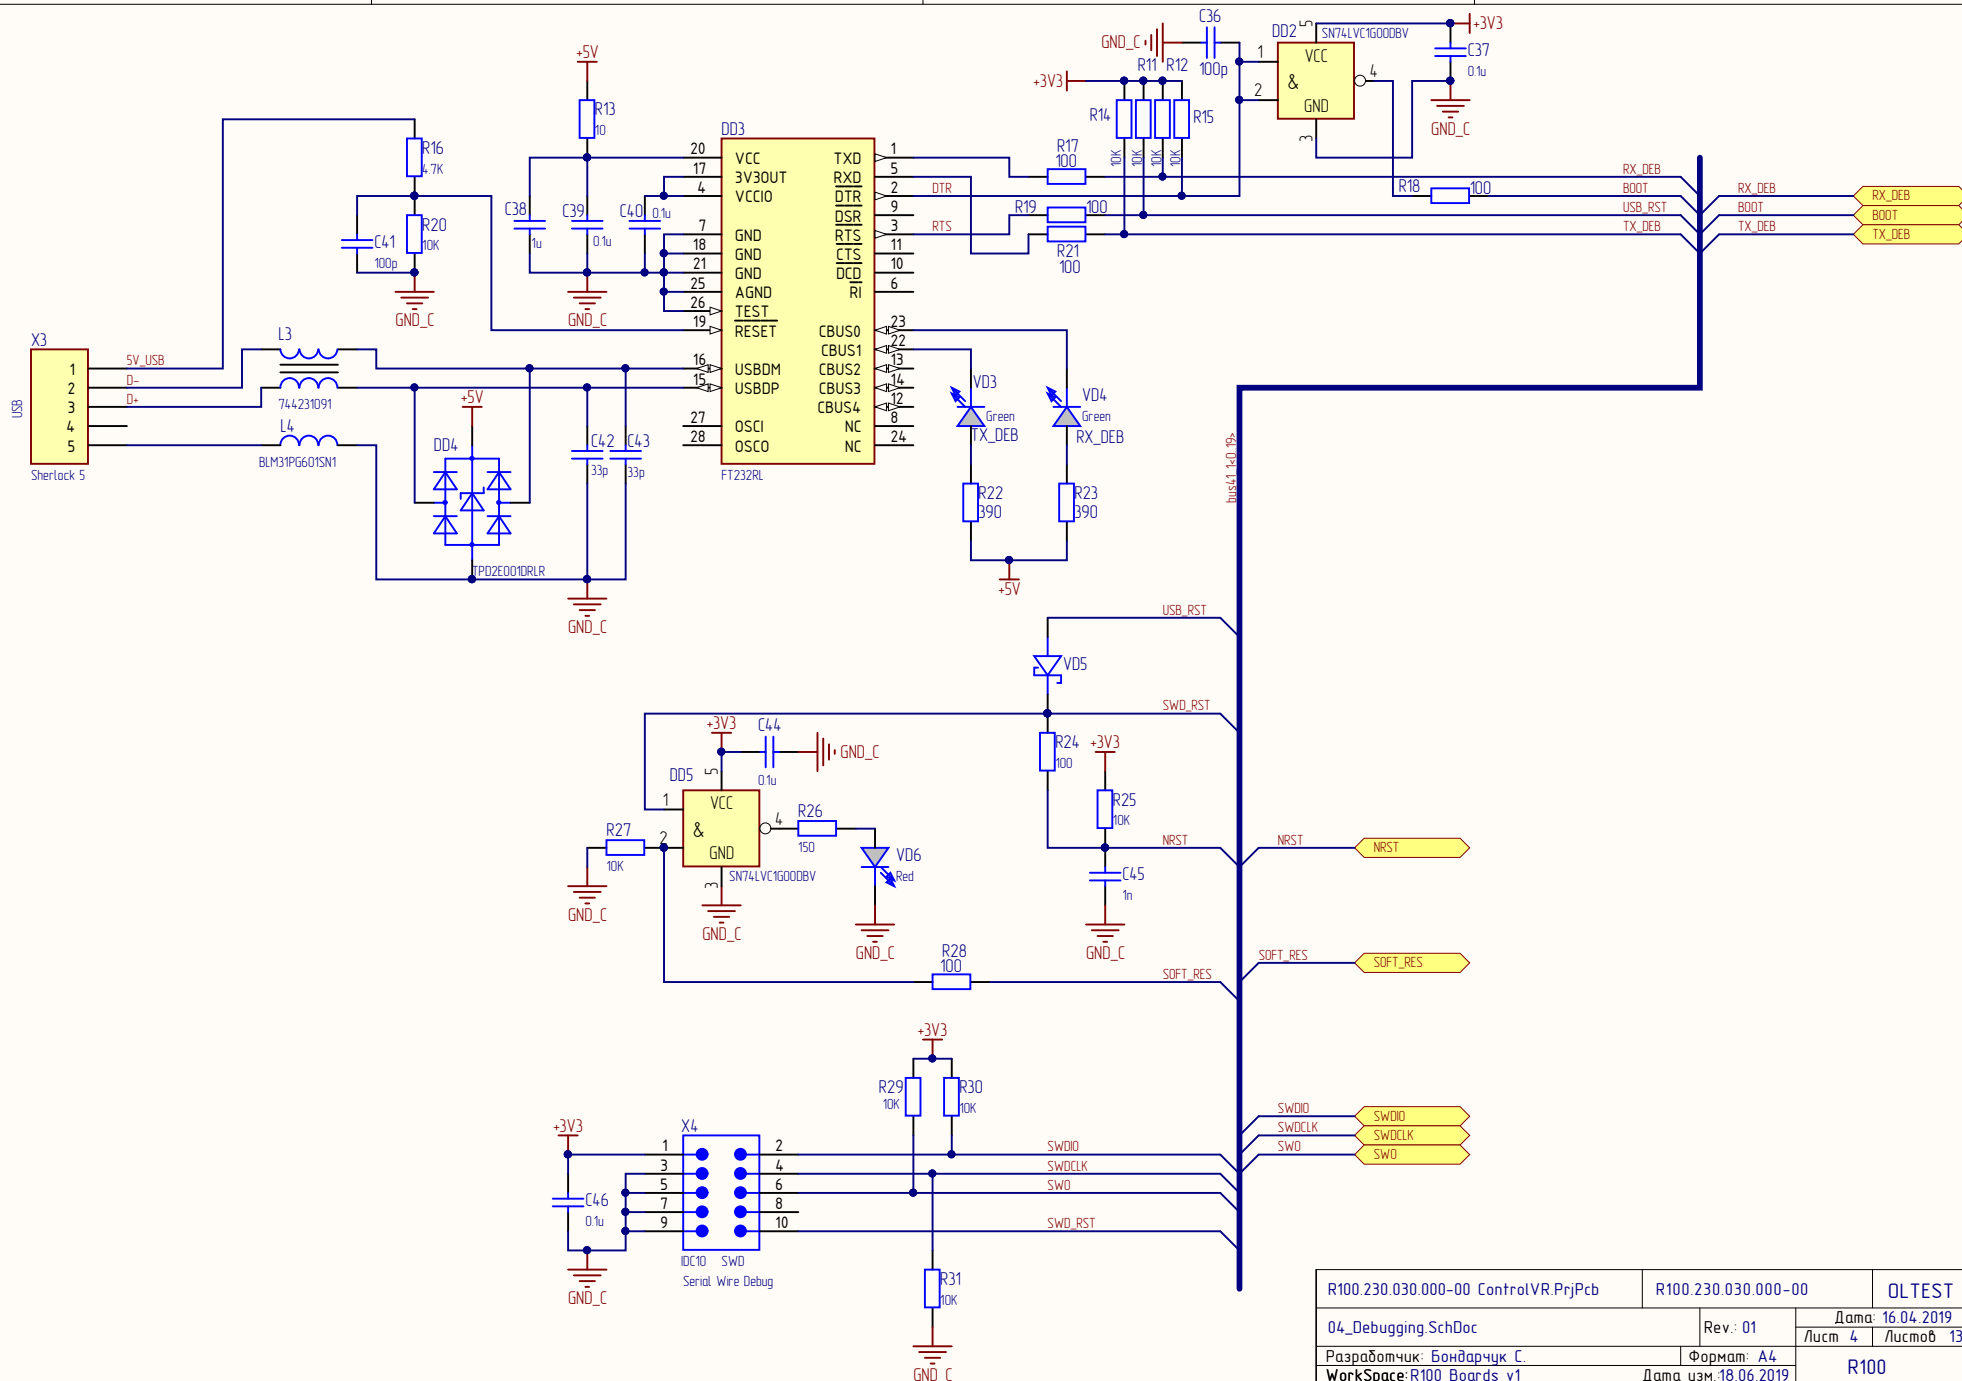 C36
GND_C
100p
DD2
5
SN74LVC1G00DBV
+3V3
1
VCC
&
4
2
GND
3
C37
0.1u
GND_C
+5V
R13
10
+3V3
R11 R12
R14
R15
10K
10K
10K
10K
R16
4.7K
R20
10K
C41
100p
GND_C
C38
1u
C39
0.1u
C40
0.1u
GND_C
DD3
20 VCC
17 3V3OUT
4 VCCIO
7 GND
18 GND
21 GND
25 AGND
26 TEST
19 RESET
16 USBDM
15 USBDP
27 OSCI
28 OSCO
TXD 1
RXD 5
DTR 2
DSR 9
RTS 3
CTS 11
DCD 10
RI 6
CBUS0 23
CBUS1 22
CBUS2 13
CBUS3 14
CBUS4 12
NC 8
NC 24
FT232RL
DTR
RTS
R17
100
R19
100
R21
100
R18
100
RX_DEB
BOOT
USB_RST
TX_DEB
RX_DEB
BOOT
TX_DEB
RX_DEB
BOOT
TX_DEB
X3
USB
1
2
3
4
5
Sherlock 5
5V_USB
D-
D+
L3
744231091
L4
BLM31PG601SN1
+5V
DD4
TPD2E001DRLR
C42
33p
C43
33p
GND_C
VD3
Green
TX_DEB
VD4
Green
RX_DEB
R22
390
R23
390
+5V
bus41_1<0..19>
USB_RST
VD5
SWD_RST
+3V3
C44
0.1u
GND_C
DD5
5
1
VCC
&
2
GND
4
3
SN74LVC1G00DBV
GND_C
R27
10K
GND_C
R26
150
VD6
Red
GND_C
R24
100
+3V3
R25
10K
C45
1n
GND_C
NRST
NRST
NRST
R28
100
SOFT_RES
SOFT_RES
SOFT_RES
+3V3
R29
10K
R30
10K
+3V3
C46
0.1u
GND_C
X4
1
3
5
7
9
2
4
6
8
10
IDC10 SWD
Serial Wire Debug
SWDIO
SWDCLK
SWO
SWD_RST
SWDIO
SWDCLK
SWO
SWDIO
SWDCLK
SWO
R31
10K
GND_C
R100.230.030.000-00 ControlVR.PrjPcb
R100.230.030.000-00
OLTEST
04_Debugging.SchDoc
Rev.: 01
Дата: 16.04.2019
Лист 4
Листов 13
Разработчик: Бондарчук С.
Формат: A4
R100
WorkSpace: R100_Boards_v1
Дата изм.:18.06.2019